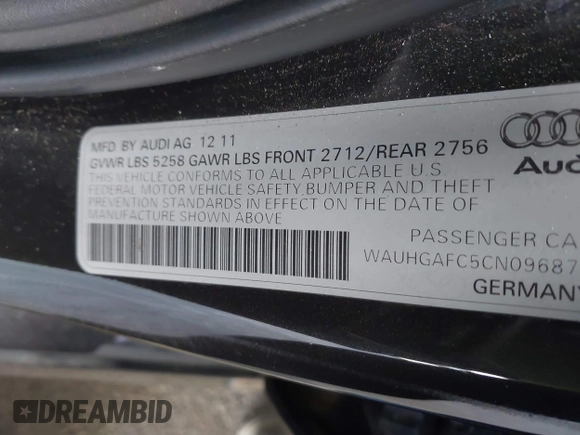 MFD BY AUDI AG 12 11
GVWR LBS 5258 GAWR LBS FRONT 2712/REAR 2756
THIS VEHICLE CONFORMS TO ALL APPLICABLE U.S
FEDERAL MOTOR VEHICLE SAFETY,BUMPER AND THEFT
PREVENTION STANDARDS IN EFFECT ON THE DATE OF
MANUFACTURE SHOWN ABOVE
Aud
PASSENGER CA
WAUHGAFC5CN09687
GERMANY
DREAMBID